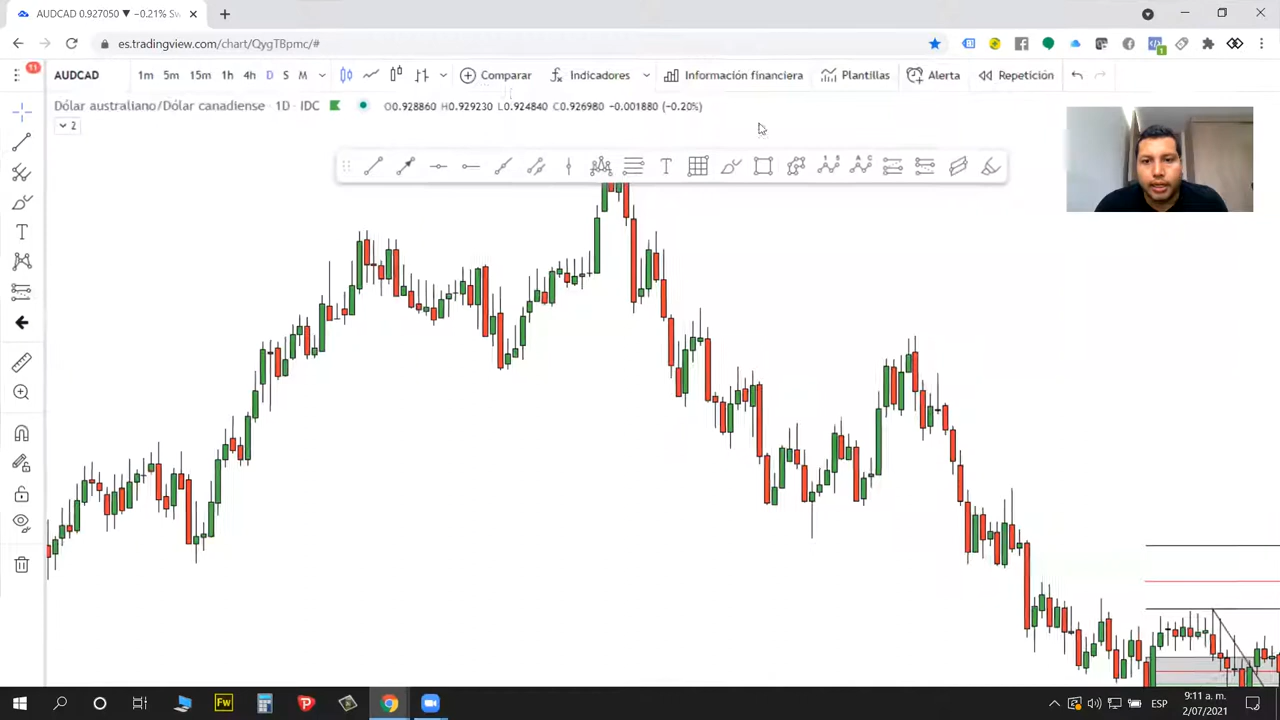 AUDCAD 0.927050 ▼ −0.21% Sw
es.tradingview.com/chart/QygTBpmc/#
1
11
AUDCAD 1m 5m 15m 1h 4h D S M Comparar Indicadores Información financiera Plantillas Alerta Repetición
Dólar australiano/Dólar canadiense · 1D · IDC O0.928860 H0.929230 L0.924840 C0.926980 −0.001880 (−0.20%)
2
T
T
Fw
ESP
9:11 a. m.
2/07/2021